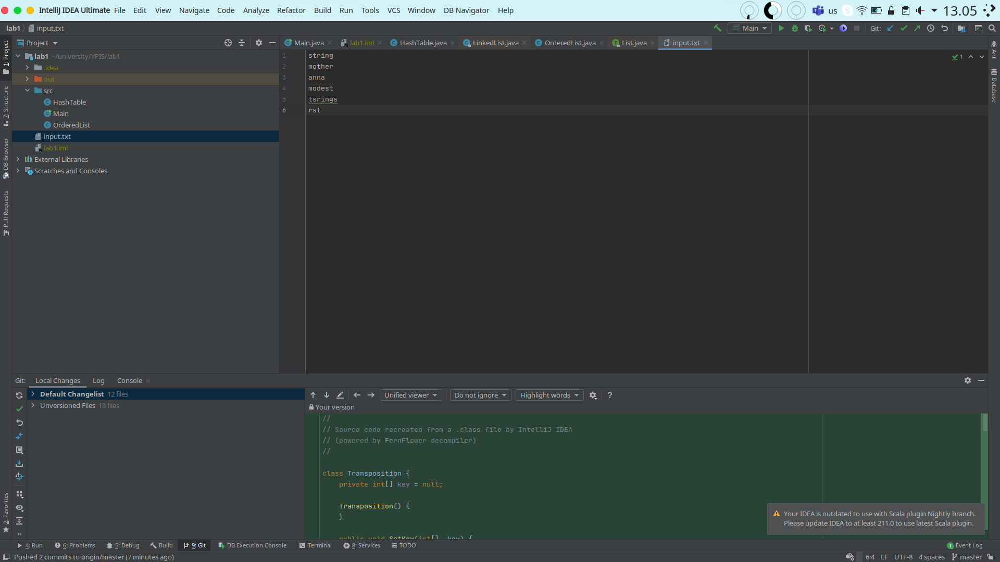 IntelliJ IDEA Ultimate File Edit View Navigate Code Analyze Refactor Build Run Tools VCS Window DB Navigator Help us 13.05
lab1 input.txt Main Git:
Project
Main.java lab1.iml HashTable.java LinkedList.java OrderedList.java List.java input.txt
1: Project
7: Structure
DB Browser
Pull Requests
2: Favorites
lab1 ~/university/YPIS/lab1
.idea
out
src
HashTable
Main
OrderedList
input.txt
lab1.iml
External Libraries
Scratches and Consoles
1 string
2 mother
3 anna
4 modest
5 tsrings
6 rst
1
Ant
Database
Git: Local Changes Log Console
Default Changelist 12 files
Unversioned Files 18 files
Unified viewer Do not ignore Highlight words ?
Your version
//
// Source code recreated from a .class file by IntelliJ IDEA
// (powered by FernFlower decompiler)
//
class Transposition {
private int[] key = null;
Transposition() {
}
public void SetKey(int[] key) {
Your IDEA is outdated to use with Scala plugin Nightly branch.
Please update IDEA to at least 211.0 to use latest Scala plugin.
4: Run 6: Problems 5: Debug Build 9: Git DB Execution Console Terminal 8: Services TODO 1 Event Log
Pushed 2 commits to origin/master (7 minutes ago) 6:4 LF UTF-8 4 spaces master